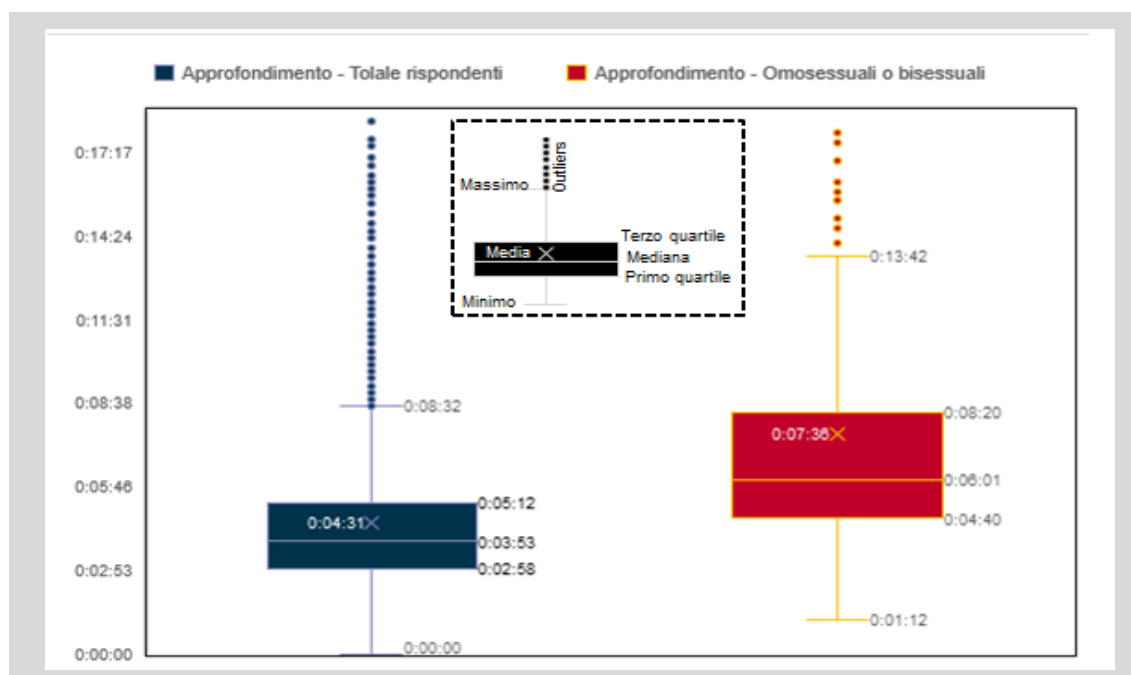 Approfondimento - Tolale rispondenti
Approfondimento - Omosessuali o bisessuali
0:17:17
0:14:24
0:11:31
0:08:38
0:05:46
0:02:53
0:00:00
Outliers
Massimo
Terzo quartile
Media
Mediana
Primo quartile
Minimo
0:08:32
0:05:12
0:04:31
0:03:53
0:02:58
0:00:00
0:13:42
0:08:20
0:07:36
0:06:01
0:04:40
0:01:12